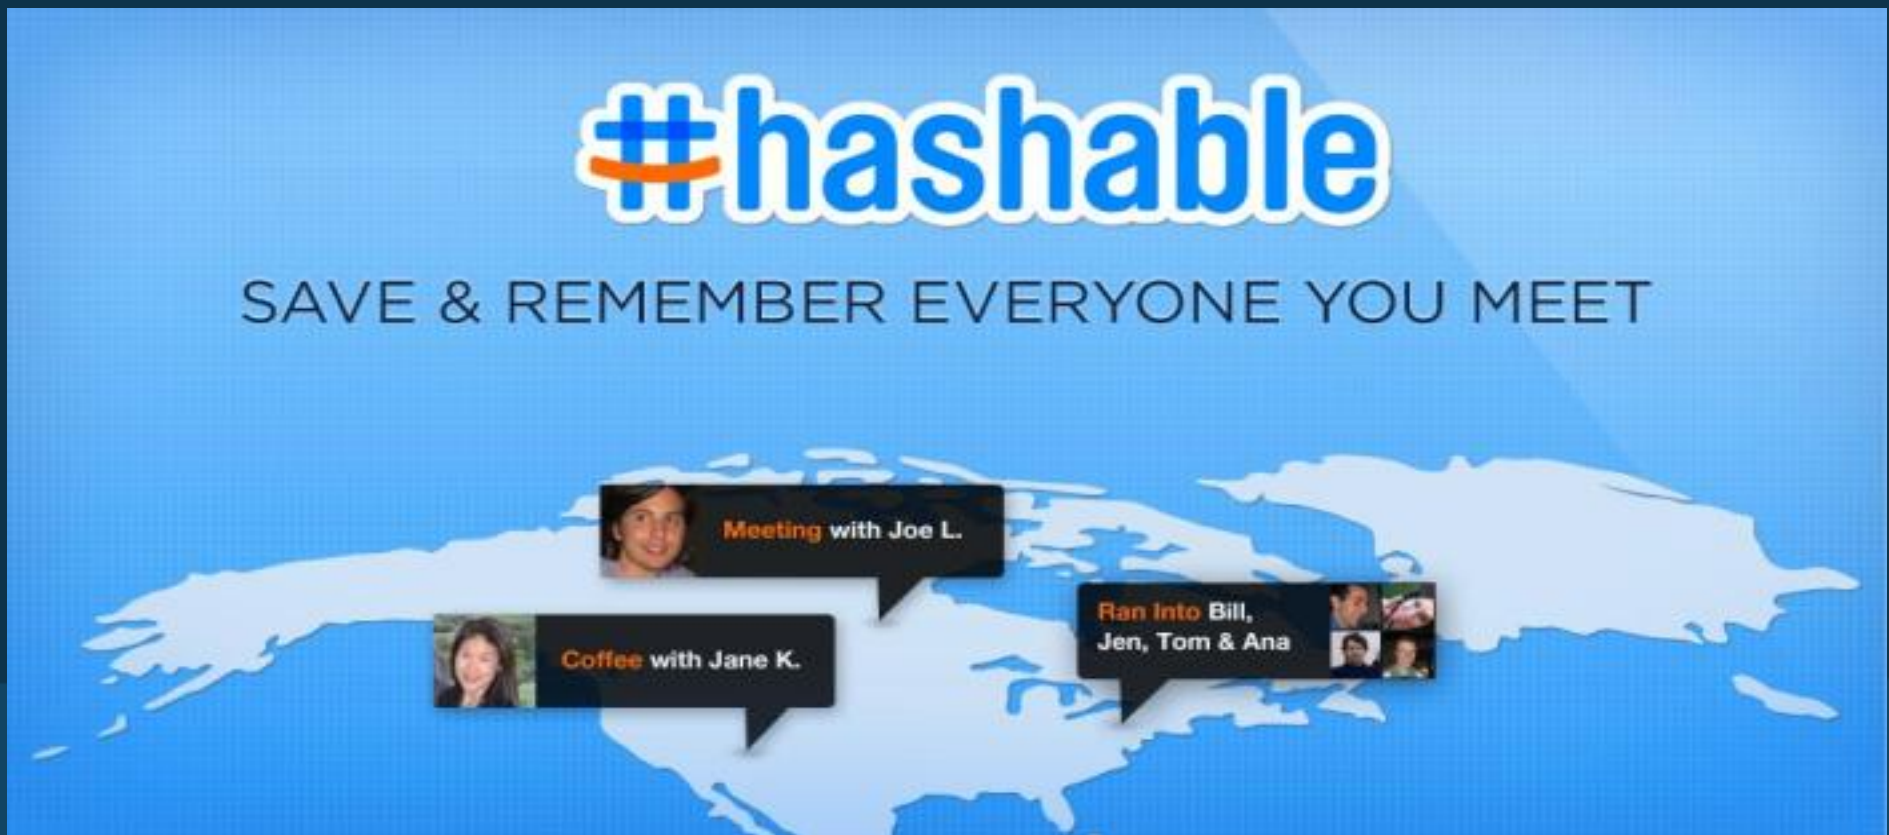 #hashable
SAVE & REMEMBER EVERYONE YOU MEET
Meeting with Joe L.
Coffee with Jane K.
Ran Into Bill,
Jen, Tom & Ana